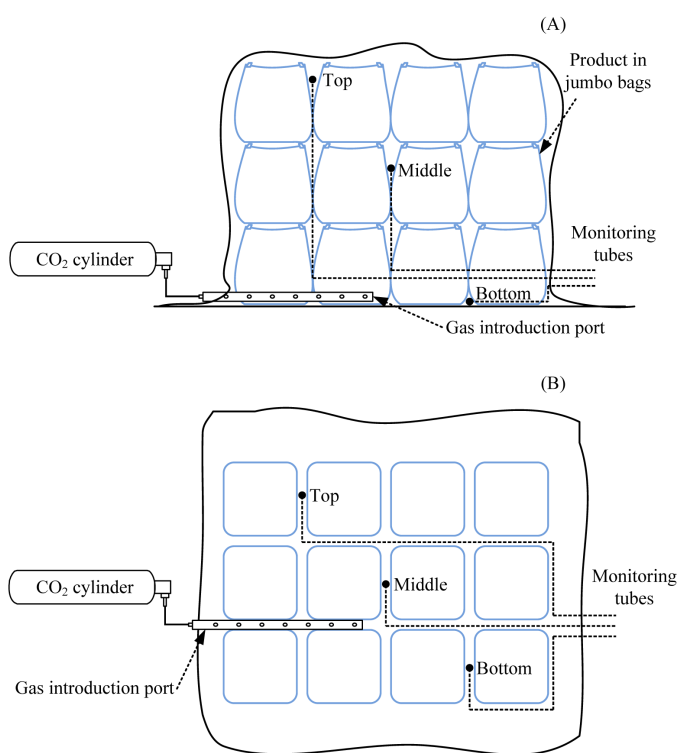 (A)
Top
Product in
jumbo bags
Middle
CO₂ cylinder
Monitoring
tubes
Bottom
Gas introduction port
(B)
Top
CO₂ cylinder
Middle
Monitoring
tubes
Bottom
Gas introduction port